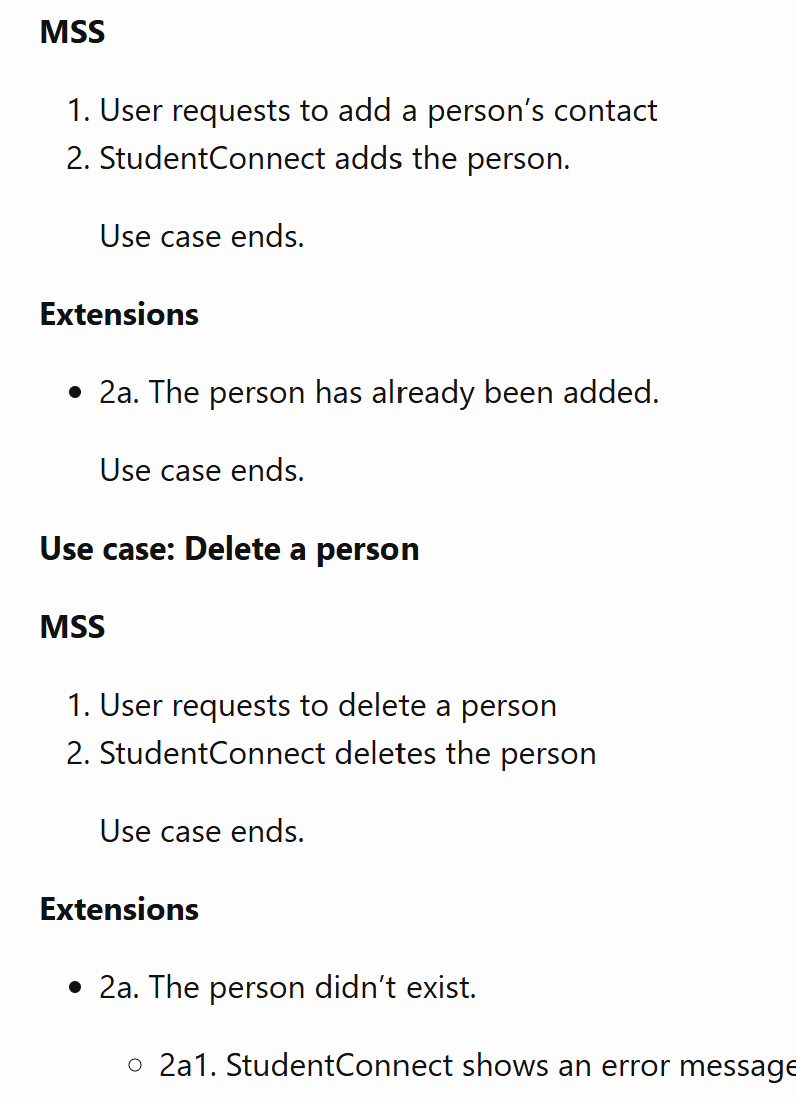 MSS
1. User requests to add a person’s contact
2. StudentConnect adds the person.
Use case ends.
Extensions
• 2a. The person has already been added.
Use case ends.
Use case: Delete a person
MSS
1. User requests to delete a person
2. StudentConnect deletes the person
Use case ends.
Extensions
• 2a. The person didn’t exist.
○ 2a1. StudentConnect shows an error message